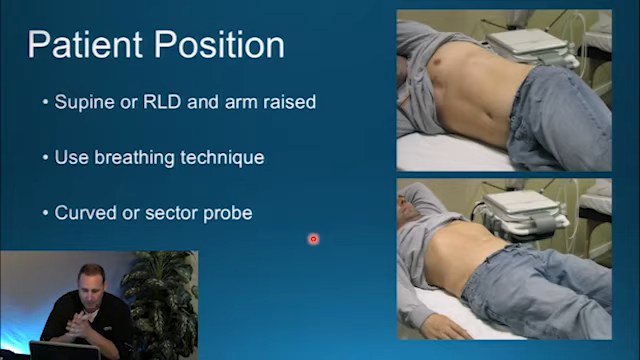 Patient Position
• Supine or RLD and arm raised
• Use breathing technique
• Curved or sector probe